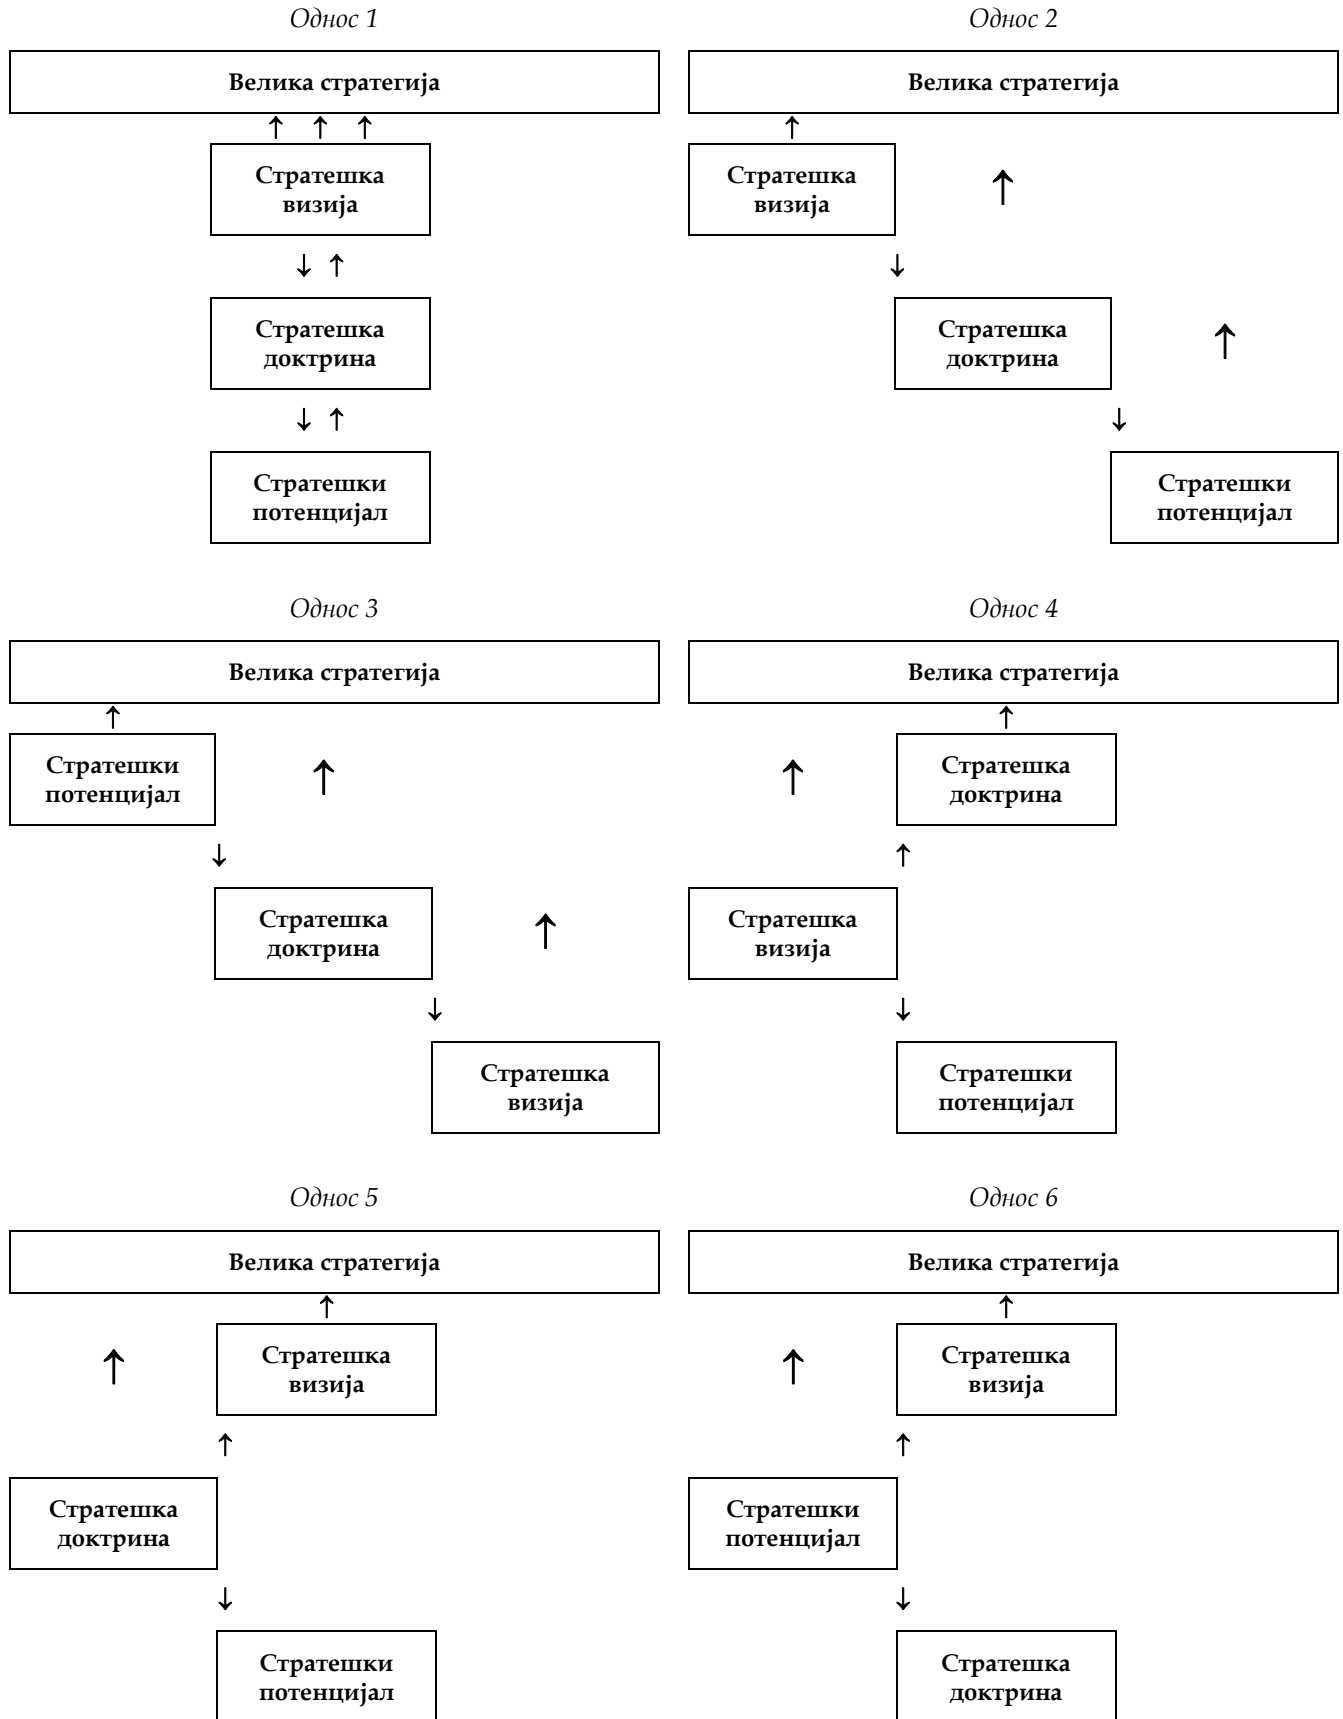 Однос 1
Велика стратегија
↑ ↑ ↑
Стратешка
визија
↓ ↑
Стратешка
доктрина
↓ ↑
Стратешки
потенцијал
Однос 2
Велика стратегија
↑
Стратешка
визија
↑
↓
Стратешка
доктрина
↑
↓
Стратешки
потенцијал
Однос 3
Велика стратегија
↑
Стратешки
потенцијал
↑
↓
Стратешка
доктрина
↑
↓
Стратешка
визија
Однос 4
Велика стратегија
↑
↑
Стратешка
доктрина
↑
Стратешка
визија
↓
Стратешки
потенцијал
Однос 5
Велика стратегија
↑
↑
Стратешка
визија
↑
Стратешка
доктрина
↓
Стратешки
потенцијал
Однос 6
Велика стратегија
↑
↑
Стратешка
визија
↑
Стратешки
потенцијал
↓
Стратешка
доктрина